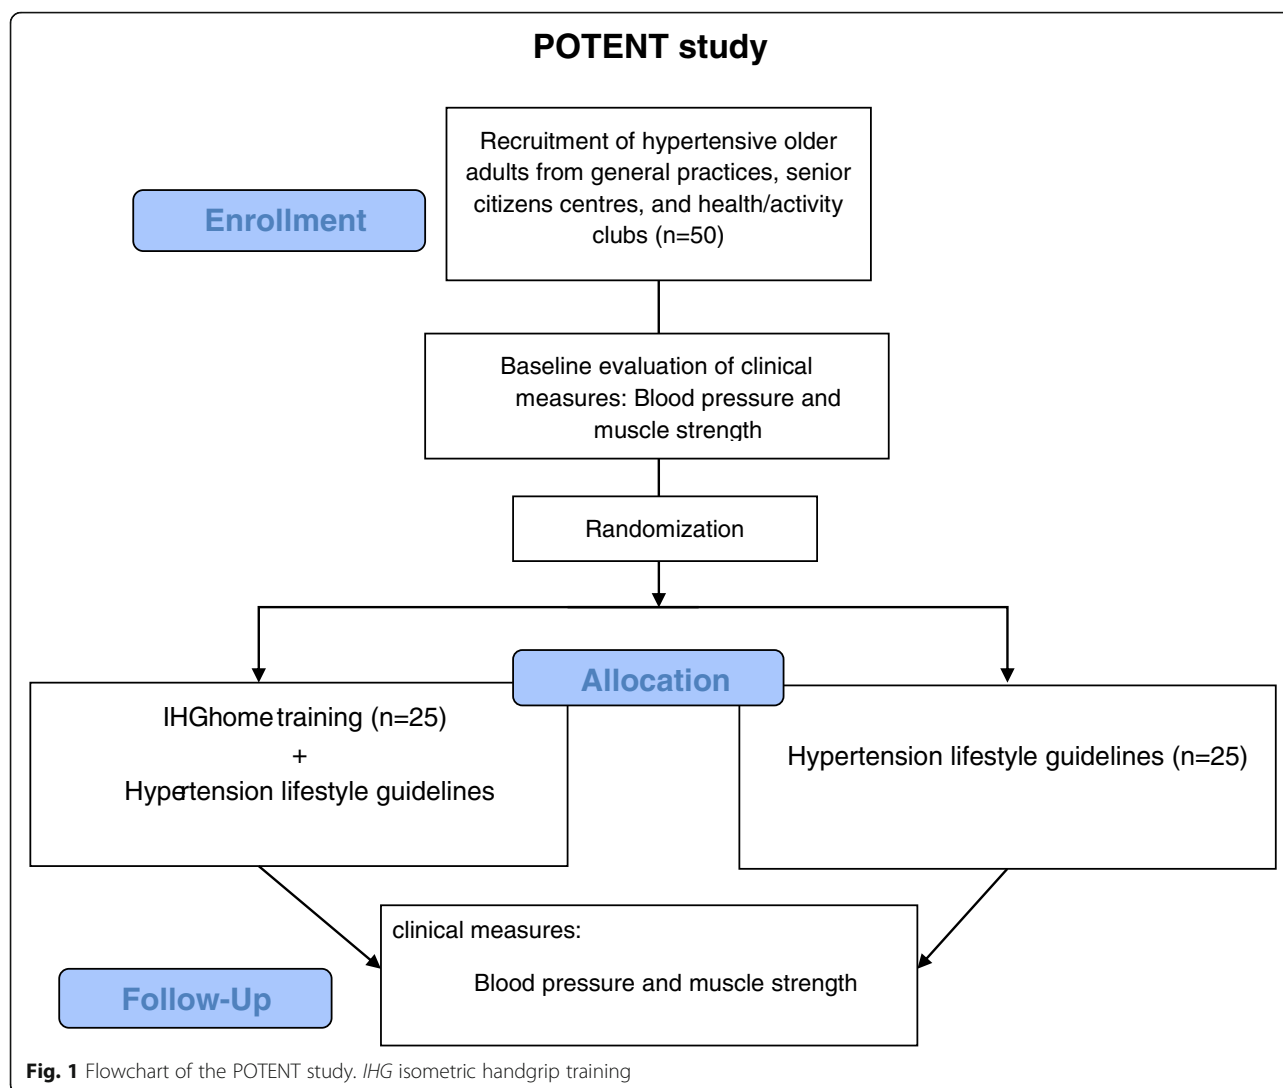 POTENT study
Recruitment of hypertensive older
adults from general practices, senior
citizens centres, and health/activity
clubs (n=50)
Enrollment
Baseline evaluation of clinical
measures: Blood pressure and
muscle strength
Randomization
Allocation
IHGhome training (n=25)
+
Hypertension lifestyle guidelines
Hypertension lifestyle guidelines (n=25)
clinical measures:
Blood pressure and muscle strength
Follow-Up
Fig. 1 Flowchart of the POTENT study. IHG isometric handgrip training